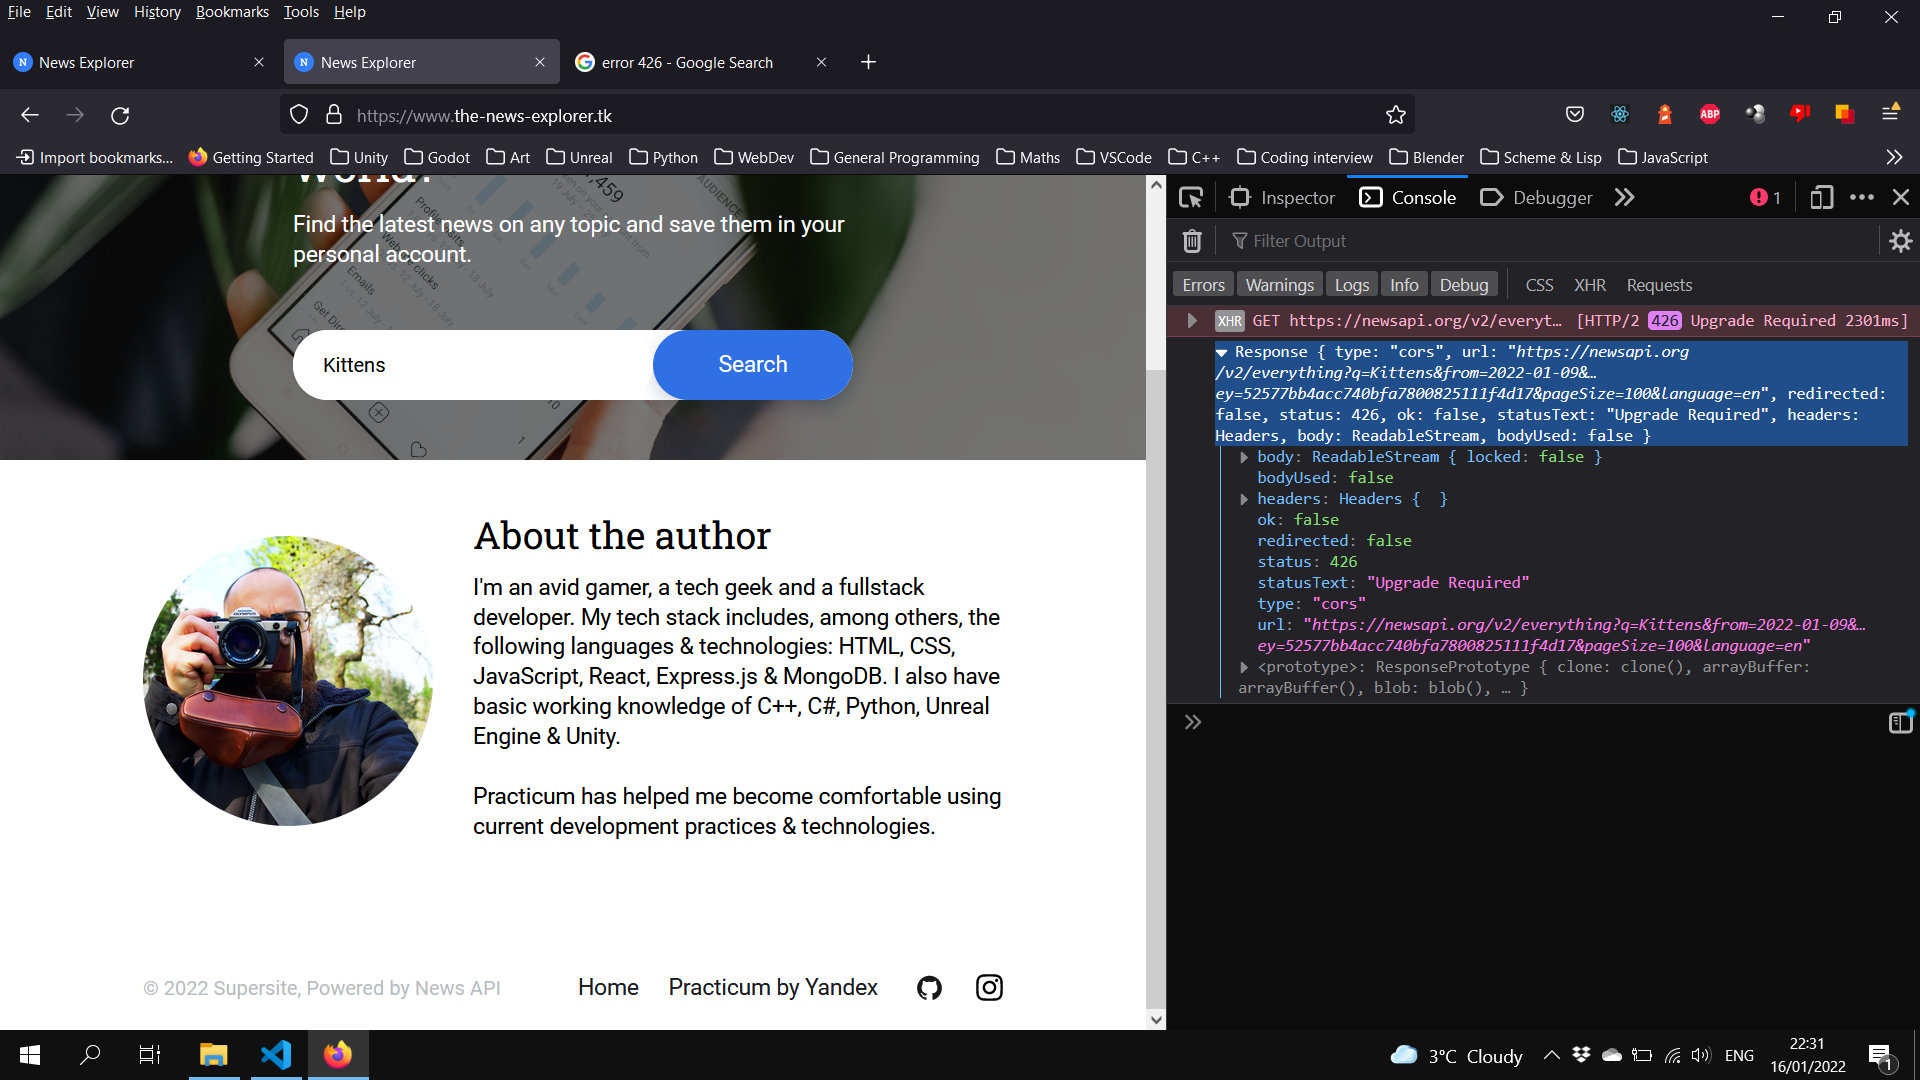 File Edit View History Bookmarks Tools Help
News Explorer
News Explorer
error 426 - Google Search
https://www.the-news-explorer.tk
ABP
Import bookmarks... Getting Started Unity Godot Art Unreal Python WebDev General Programming Maths VSCode C++ Coding interview Blender Scheme & Lisp JavaScript
World?
Find the latest news on any topic and save them in your
personal account.
Kittens
Search
About the author
I'm an avid gamer, a tech geek and a fullstack
developer. My tech stack includes, among others, the
following languages & technologies: HTML, CSS,
JavaScript, React, Express.js & MongoDB. I also have
basic working knowledge of C++, C#, Python, Unreal
Engine & Unity.
Practicum has helped me become comfortable using
current development practices & technologies.
© 2022 Supersite, Powered by News API
Home
Practicum by Yandex
Inspector Console Debugger 1
Filter Output
Errors Warnings Logs Info Debug CSS XHR Requests
XHR GET https://newsapi.org/v2/everyt… [HTTP/2 426 Upgrade Required 2301ms]
Response { type: "cors", url: "https://newsapi.org
/v2/everything?q=Kittens&from=2022-01-09&…
ey=52577bb4acc740bfa7800825111f4d17&pageSize=100&language=en", redirected:
false, status: 426, ok: false, statusText: "Upgrade Required", headers:
Headers, body: ReadableStream, bodyUsed: false }
body: ReadableStream { locked: false }
bodyUsed: false
headers: Headers { }
ok: false
redirected: false
status: 426
statusText: "Upgrade Required"
type: "cors"
url: "https://newsapi.org/v2/everything?q=Kittens&from=2022-01-09&…
ey=52577bb4acc740bfa7800825111f4d17&pageSize=100&language=en"
<prototype>: ResponsePrototype { clone: clone(), arrayBuffer:
arrayBuffer(), blob: blob(), … }
3°C Cloudy
ENG
22:31
16/01/2022
1